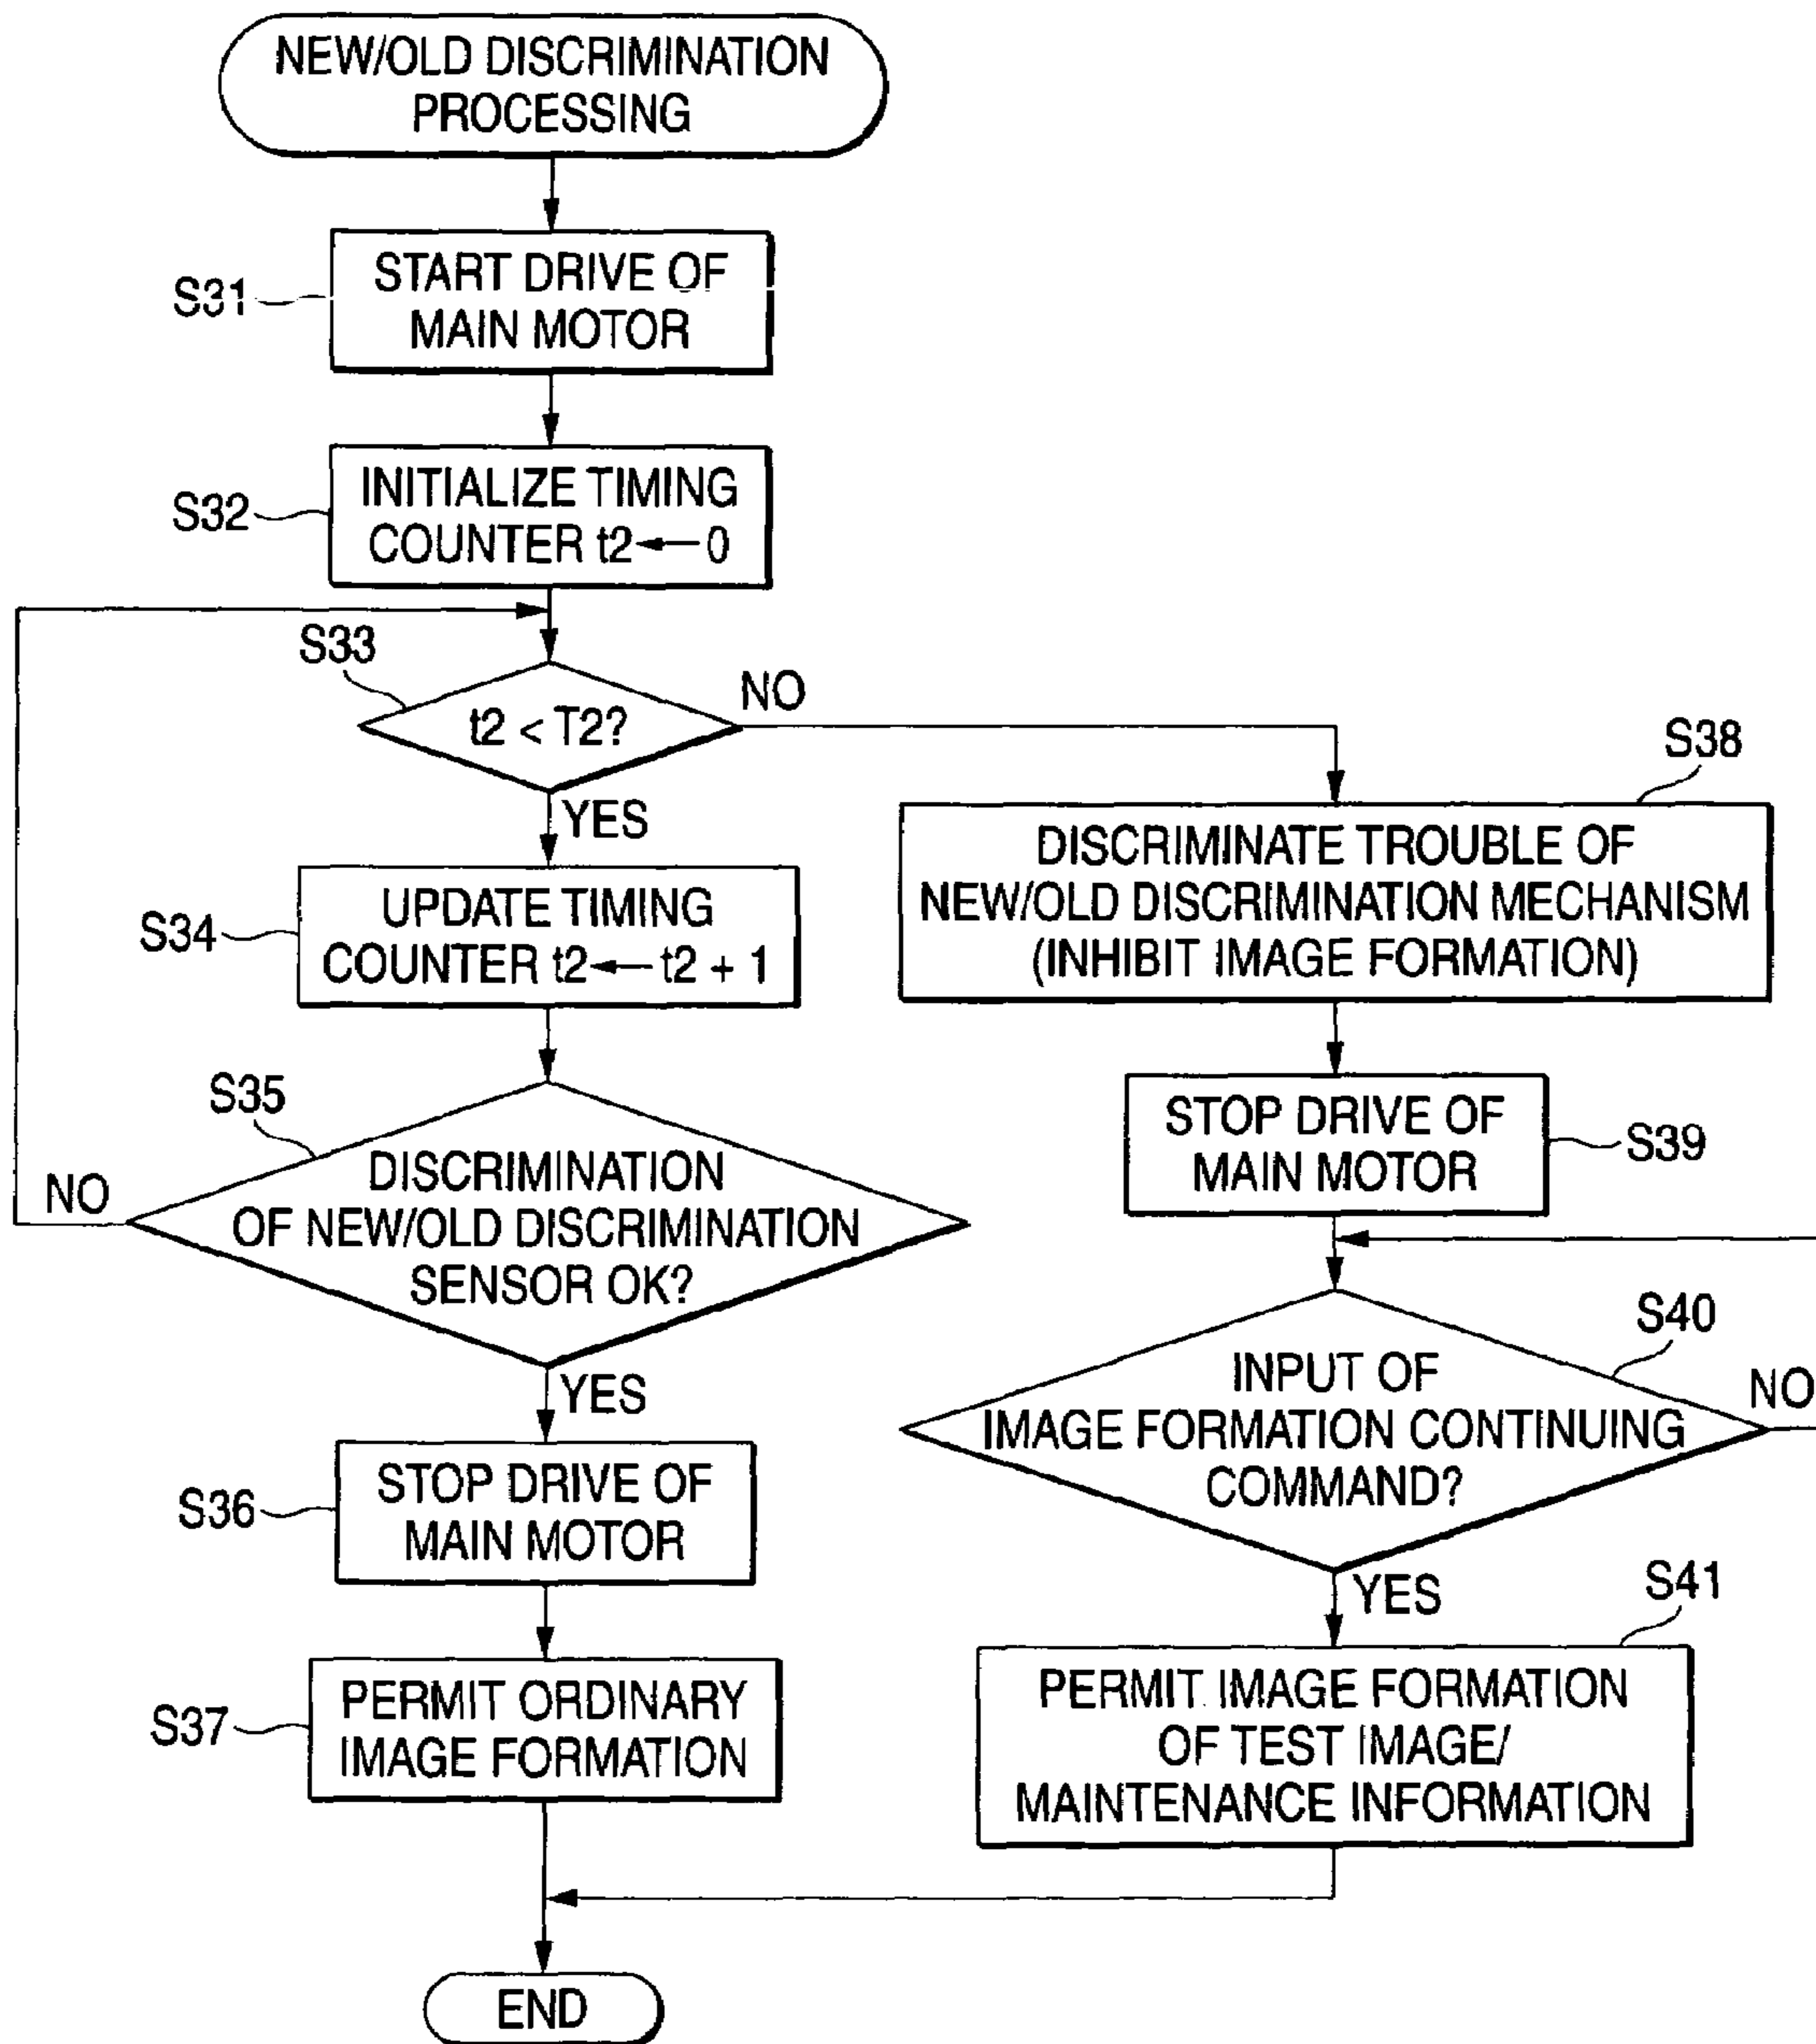 NEW/OLD DISCRIMINATION
PROCESSING
S31
START DRIVE OF
MAIN MOTOR
S32
INITIALIZE TIMING
COUNTER t2←0
S33
t2 < T2?
NO
YES
S34
UPDATE TIMING
COUNTER t2←t2 + 1
S35
DISCRIMINATION
OF NEW/OLD DISCRIMINATION
SENSOR OK?
NO
YES
S36
STOP DRIVE OF
MAIN MOTOR
S37
PERMIT ORDINARY
IMAGE FORMATION
S38
DISCRIMINATE TROUBLE OF
NEW/OLD DISCRIMINATION MECHANISM
(INHIBIT IMAGE FORMATION)
STOP DRIVE OF
MAIN MOTOR
S39
S40
INPUT OF
IMAGE FORMATION CONTINUING
COMMAND?
NO
YES
S41
PERMIT IMAGE FORMATION
OF TEST IMAGE/
MAINTENANCE INFORMATION
END